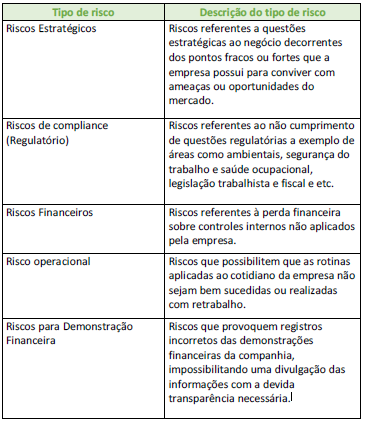 Tipo de risco
Descrição do tipo de risco
Riscos Estratégicos
Riscos referentes a questões
estratégicas ao negócio decorrentes
dos pontos fracos ou fortes que a
empresa possui para conviver com
ameaças ou oportunidades do
mercado.
Riscos de compliance
(Regulatório)
Riscos referentes ao não cumprimento
de questões regulatórias a exemplo de
áreas como ambientais, segurança do
trabalho e saúde ocupacional,
legislação trabalhista e fiscal e etc.
Riscos Financeiros
Riscos referentes à perda financeira
sobre controles internos não aplicados
pela empresa.
Risco operacional
Riscos que possibilitem que as rotinas
aplicadas ao cotidiano da empresa não
sejam bem sucedidas ou realizadas
com retrabalho.
Riscos para Demonstração
Financeira
Riscos que provoquem registros
incorretos das demonstrações
financeiras da companhia,
impossibilitando uma divulgação das
informações com a devida
transparência necessária.